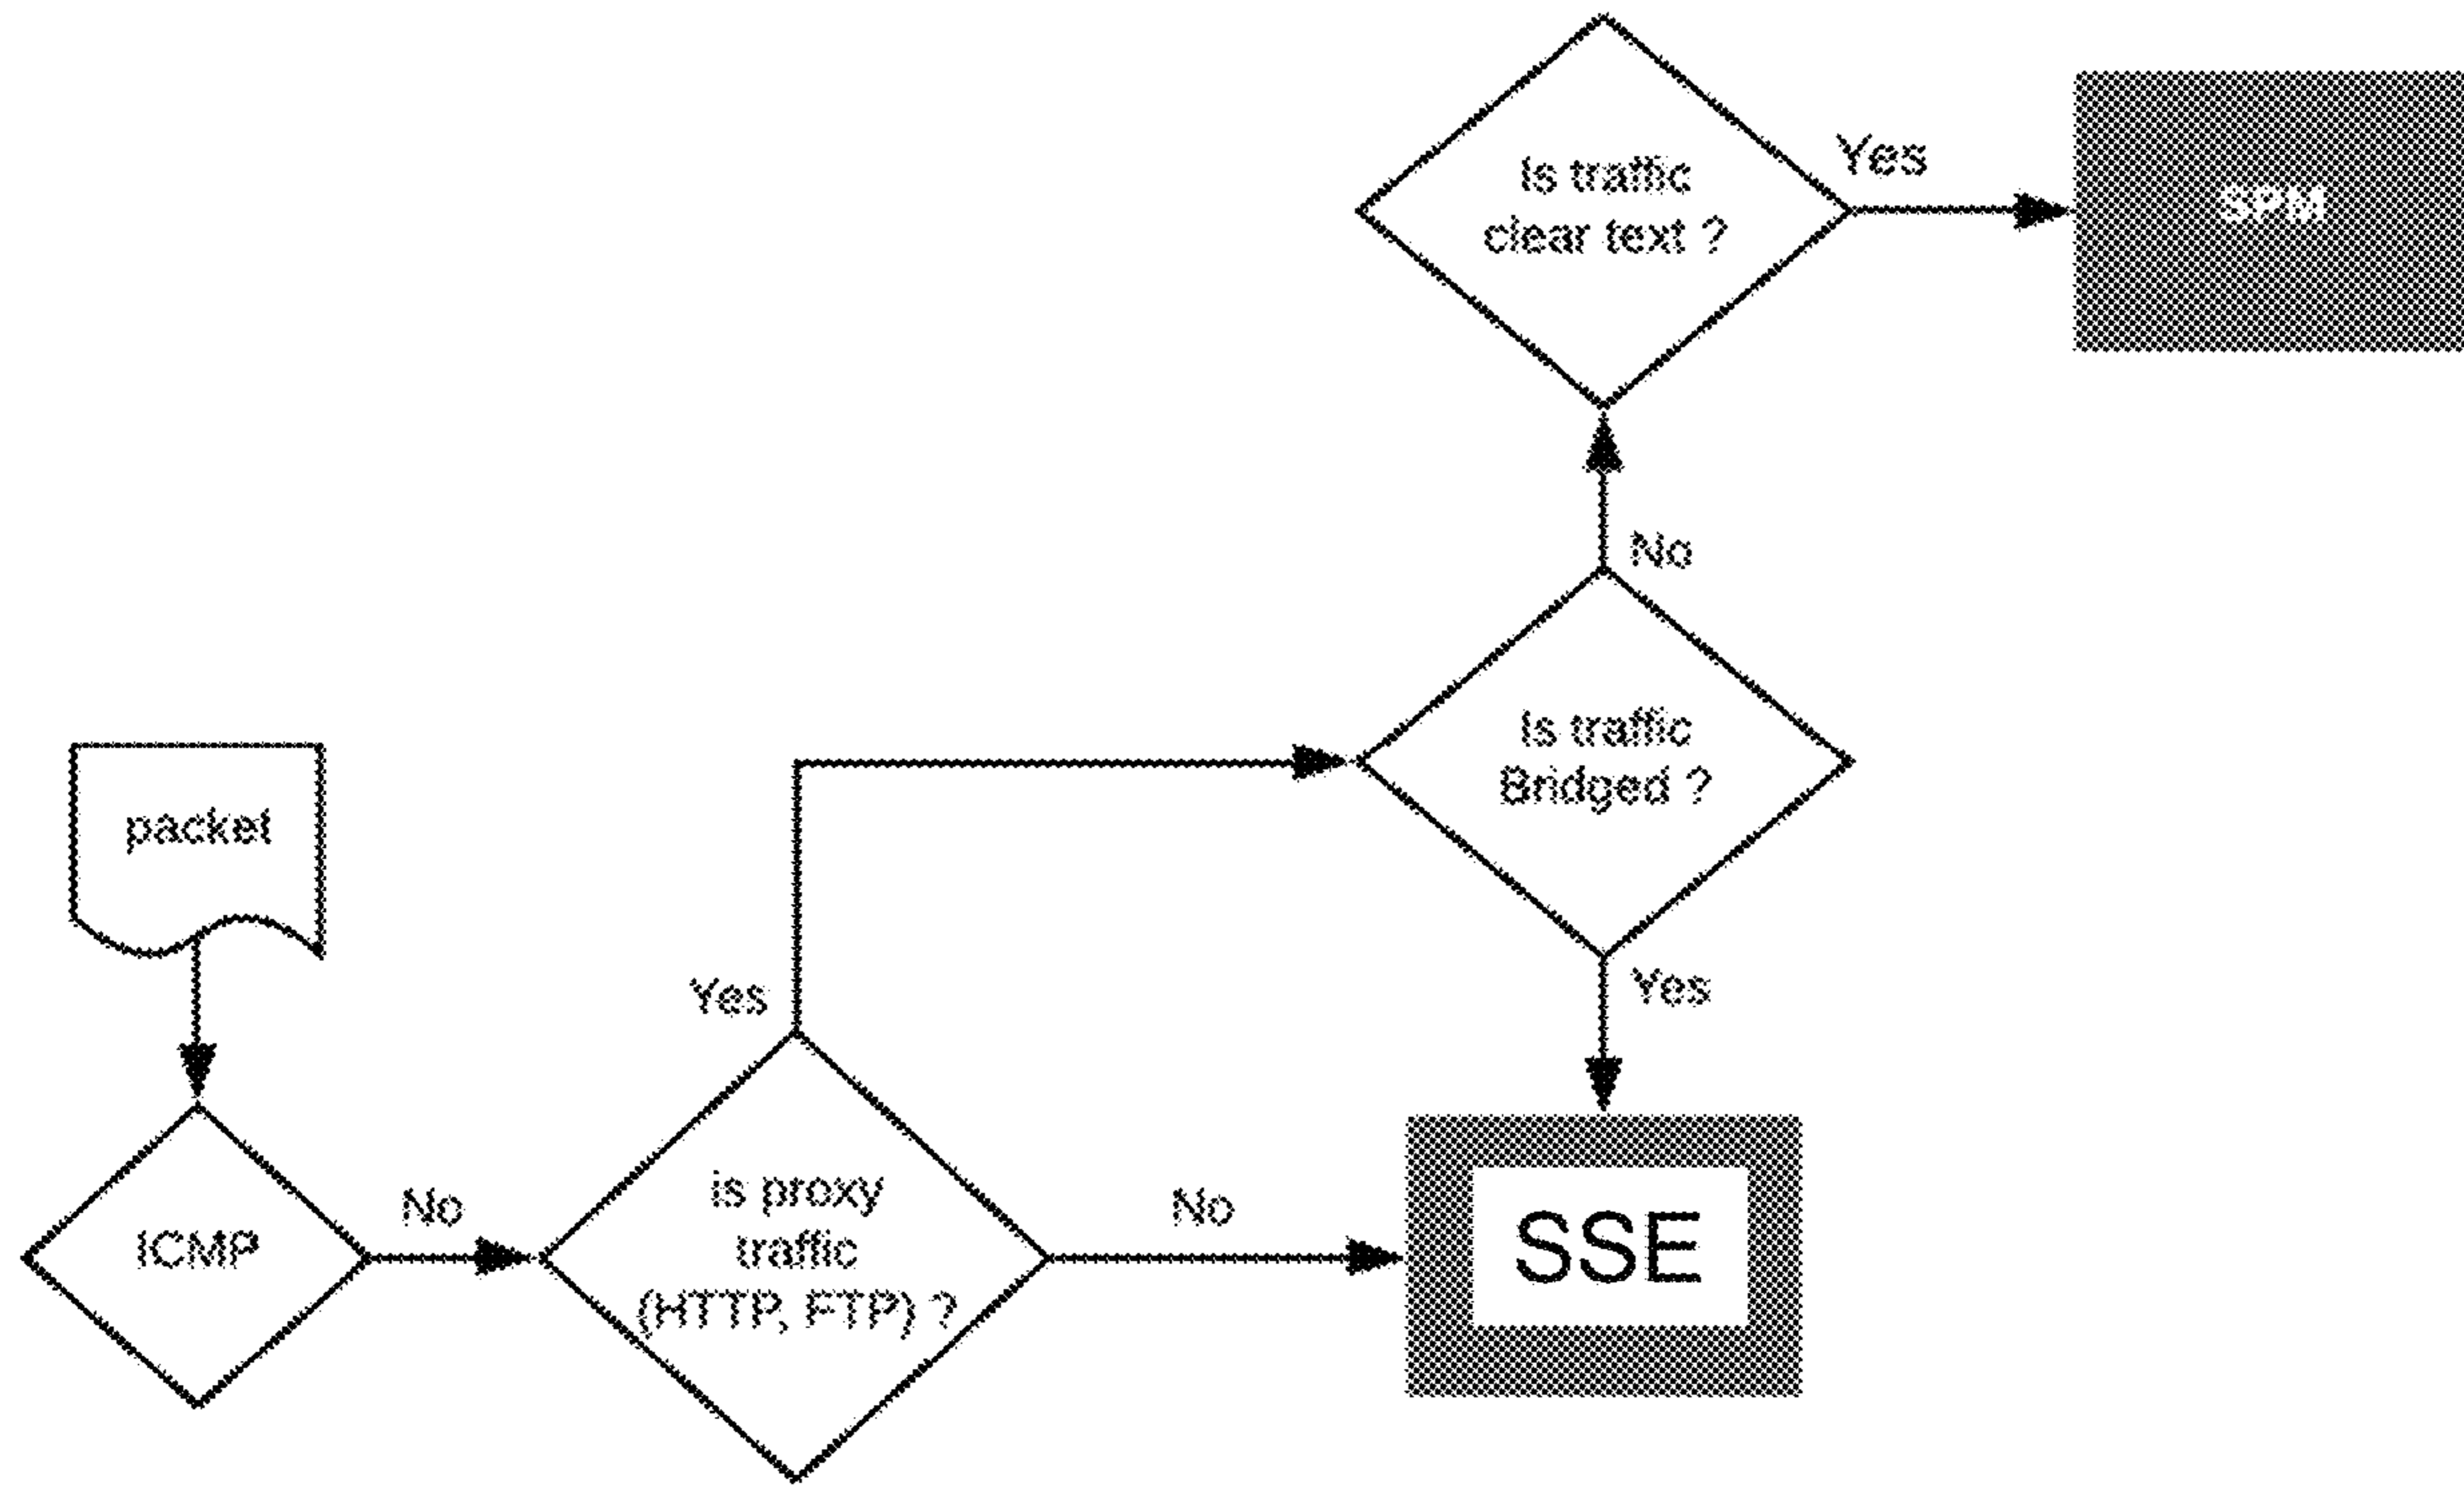 Is traffic
clear text ?
Yes
SPM
No
Is traffic
Bridged ?
packet
Yes
Yes
is proxy
traffic
(HTTP, FTP) ?
ICMP
No
No
SSE